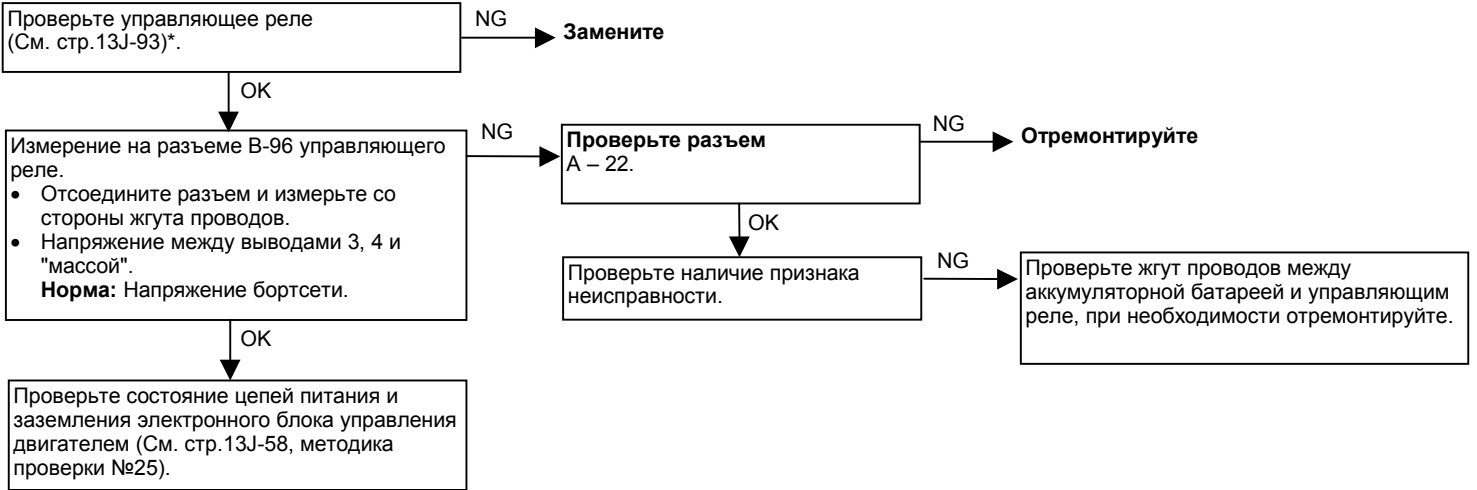 Проверьте управляющее реле
(См. стр.13J-93)*.
NG
Замените
OK
Измерение на разъеме В-96 управляющего
реле.
• Отсоедините разъем и измерьте со
стороны жгута проводов.
• Напряжение между выводами 3, 4 и
"массой".
Норма: Напряжение бортсети.
NG
Проверьте разъем
А – 22.
NG
Отремонтируйте
OK
Проверьте наличие признака
неисправности.
NG
Проверьте жгут проводов между
аккумуляторной батареей и управляющим
реле, при необходимости отремонтируйте.
OK
Проверьте состояние цепей питания и
заземления электронного блока управления
двигателем (См. стр.13J-58, методика
проверки №25).